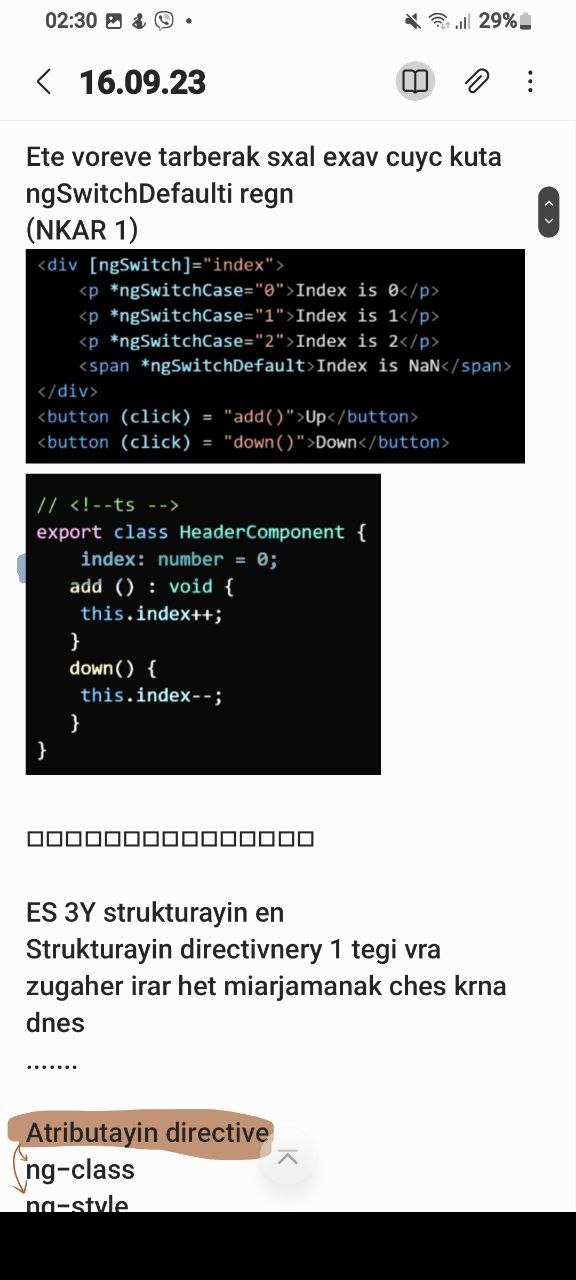 02:30
29%
16.09.23
Ete voreve tarberak sxal exav cuyc kuta
ngSwitchDefaulti regn
(NKAR 1)
<div [ngSwitch]="index">
<p *ngSwitchCase="0">Index is 0</p>
<p *ngSwitchCase="1">Index is 1</p>
<p *ngSwitchCase="2">Index is 2</p>
<span *ngSwitchDefault>Index is NaN</span>
</div>
<button (click) = "add()">Up</button>
<button (click) = "down()">Down</button>
// <!--ts -->
export class HeaderComponent {
index: number = 0;
add () : void {
this.index++;
}
down() {
this.index--;
}
}
□□□□□□□□□□□□□□□
ES 3Y strukturayin en
Strukturayin directivnery 1 tegi vra
zugaher irar het miarjamanak ches krna
dnes
.......
Atributayin directive
ng-class
ng-style